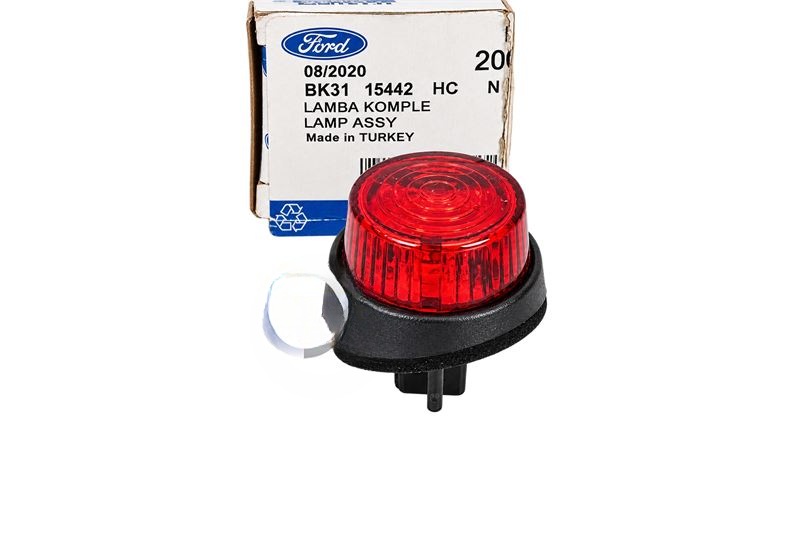 Ford
08/2020
BK31 15442 HC N
LAMBA KOMPLE
LAMP ASSY
Made in TURKEY